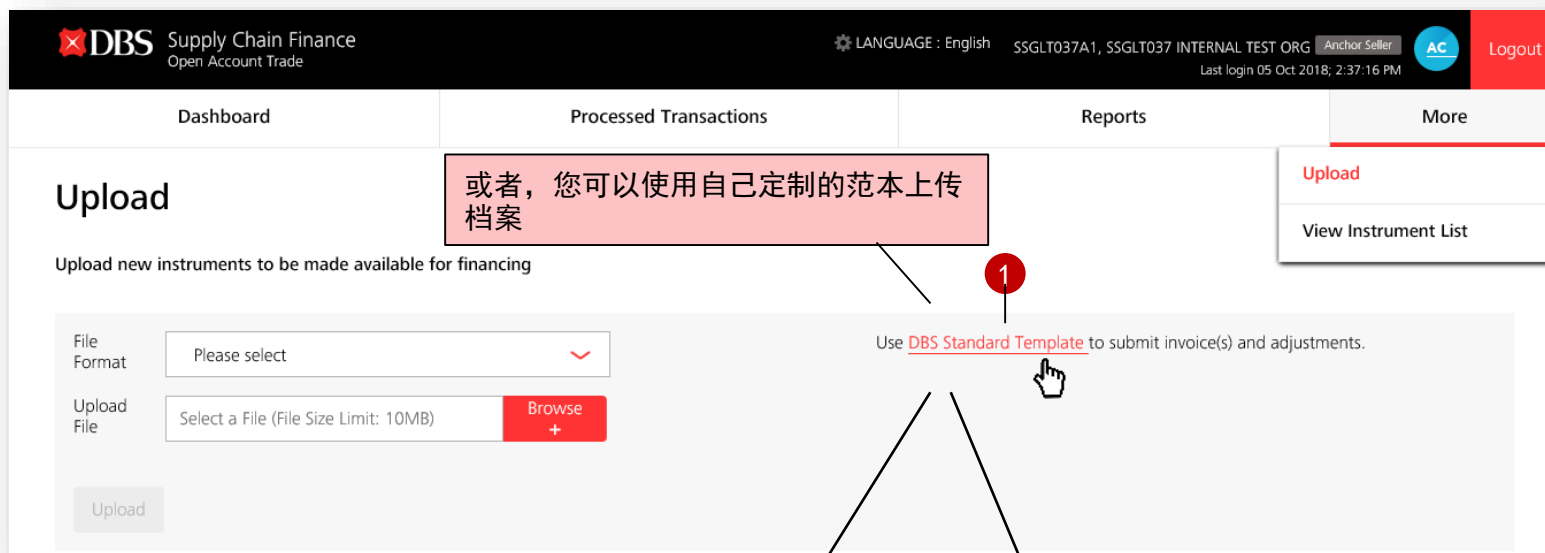 DBS Supply Chain Finance
Open Account Trade
LANGUAGE : English
SSGLT037A1, SSGLT037 INTERNAL TEST ORG Anchor Seller
Last login 05 Oct 2018; 2:37:16 PM
AC
Logout
Dashboard
Processed Transactions
Reports
More
Upload
View Instrument List
Upload
或者，您可以使用自己定制的范本上传
档案
Upload new instruments to be made available for financing
1
File
Format
Please select
Use DBS Standard Template to submit invoice(s) and adjustments.
Upload
File
Select a File (File Size Limit: 10MB)
Browse
+
Upload